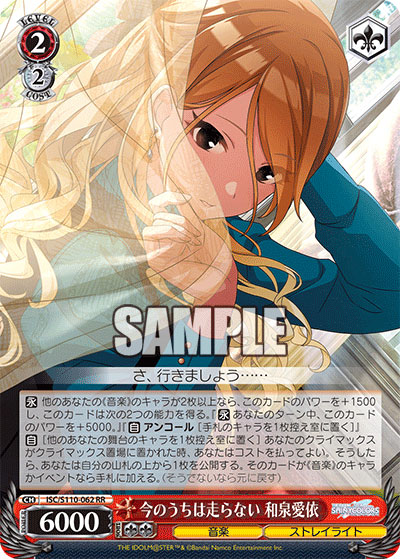 LEVEL
2
2
COST
SAMPLE
さ、行きましょう……
【永】 他のあなたの《音楽》のキャラが2枚以上なら、このカードのパワーを+1500
し、このカードは次の2つの能力を得る。『【永】 あなたのターン中、このカードの
パワーを+5000。』『【自】 アンコール ［手札のキャラを1枚控え室に置く］』
【自】［他のあなたの舞台のキャラを1枚控え室に置く］ あなたのクライマックスが
クライマックス置場に置かれた時、あなたはコストを払ってよい。そうした
ら、あなたは自分の山札の上から1枚を公開する。そのカードがキャラか
イベントなら手札に加える。（そうでないなら元に戻す）
CH
ISC/S110-062 RR
6000
今のうちは走らない 和泉愛依
THE IDOLM@STER
SHINYCOLORS
音楽
ストレイライト
THE IDOLM@STER™& ©Bandai Namco Entertainment Inc.